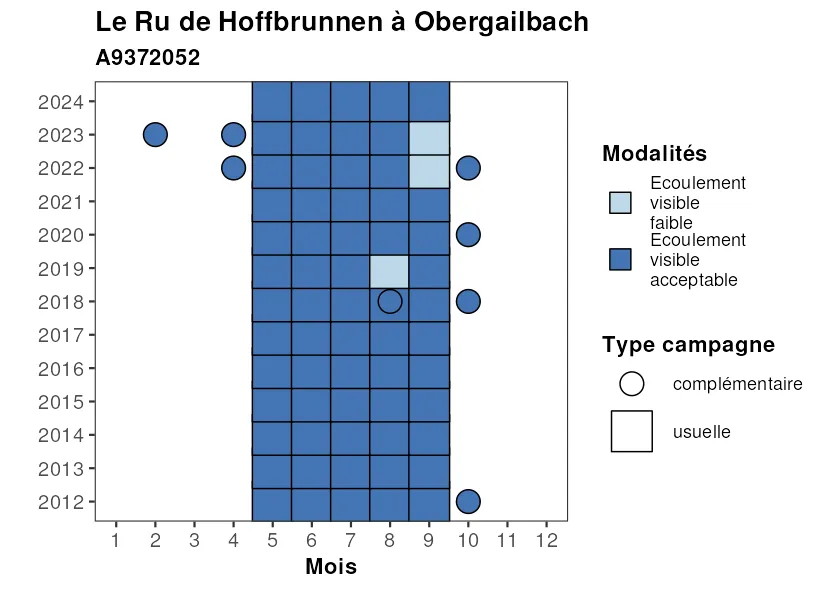 Le Ru de Hoffbrunnen à Obergailbach
A9372052
2024
2023
2022
2021
2020
2019
2018
2017
2016
2015
2014
2013
2012
1 2 3 4 5 6 7 8 9 10 11 12
Mois
Modalités
Ecoulement
visible
faible
Ecoulement
visible
acceptable
Type campagne
complémentaire
usuelle